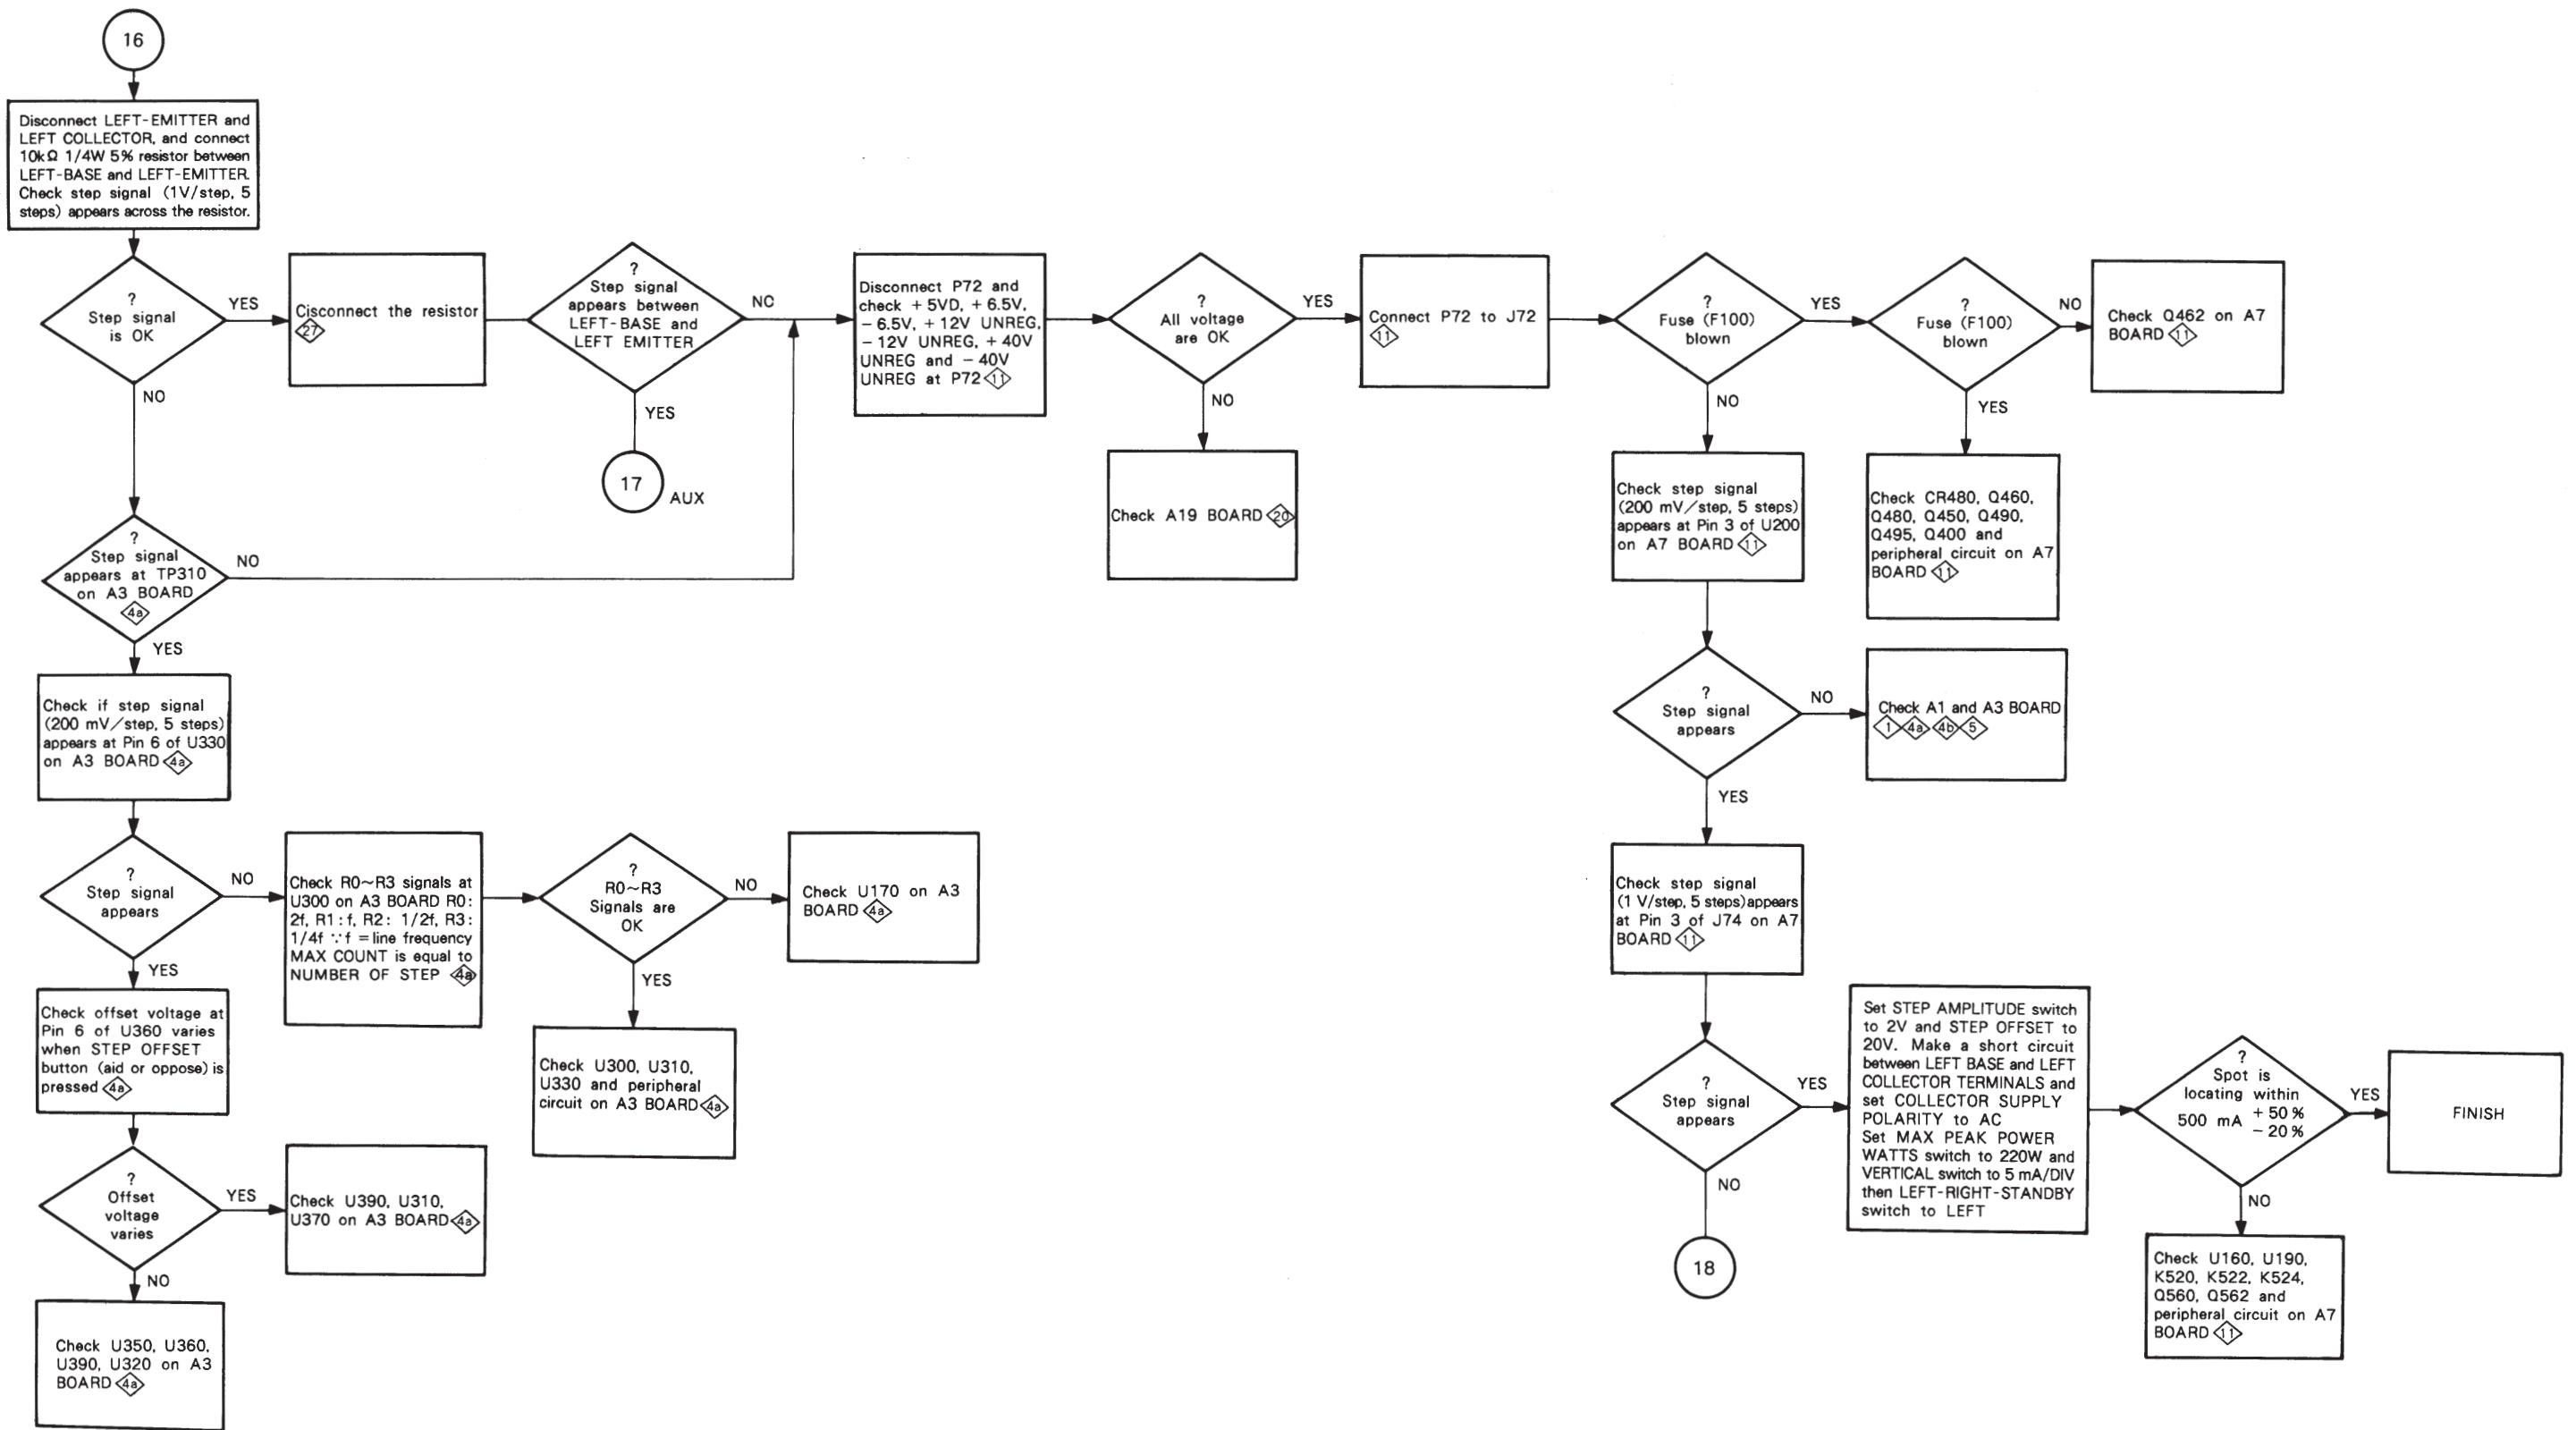 16
Disconnect LEFT-EMITTER and
LEFT COLLECTOR, and connect
10kΩ 1/4W 5% resistor between
LEFT-BASE and LEFT-EMITTER.
Check step signal (1V/step, 5
steps) appears across the resistor.
?
Step signal
is OK
YES
NO
Cisconnect the resistor
27
?
Step signal
appears between
LEFT-BASE and
LEFT EMITTER
NC
YES
17
AUX
Disconnect P72 and
check +5VD, +6.5V,
-6.5V, +12V UNREG,
-12V UNREG, +40V
UNREG and -40V
UNREG at P72 11
?
All voltage
are OK
YES
NO
Check A19 BOARD 20
Connect P72 to J72
11
?
Fuse (F100)
blown
YES
NO
?
Fuse (F100)
blown
NO
YES
Check Q462 on A7
BOARD 11
Check CR480, Q460,
Q480, Q450, Q490,
Q495, Q400 and
peripheral circuit on A7
BOARD 11
Check step signal
(200 mV/step, 5 steps)
appears at Pin 3 of U200
on A7 BOARD 11
?
Step signal
appears
NO
YES
Check A1 and A3 BOARD
1 4a 4b 5
Check step signal
(1 V/step, 5 steps)appears
at Pin 3 of J74 on A7
BOARD 11
?
Step signal
appears
YES
NO
18
Set STEP AMPLITUDE switch
to 2V and STEP OFFSET to
20V. Make a short circuit
between LEFT BASE and LEFT
COLLECTOR TERMINALS and
set COLLECTOR SUPPLY
POLARITY to AC
Set MAX PEAK POWER
WATTS switch to 220W and
VERTICAL switch to 5 mA/DIV
then LEFT-RIGHT-STANDBY
switch to LEFT
?
Spot is
locating within
500 mA +50%
-20%
YES
NO
FINISH
Check U160, U190,
K520, K522, K524,
Q560, Q562 and
peripheral circuit on A7
BOARD 11
?
Step signal
appears at TP310
on A3 BOARD
4a
NO
YES
Check if step signal
(200 mV/step, 5 steps)
appears at Pin 6 of U330
on A3 BOARD 4a
?
Step signal
appears
NO
YES
Check R0~R3 signals at
U300 on A3 BOARD R0:
2f, R1:f, R2: 1/2f, R3:
1/4f ∵f =line frequency
MAX COUNT is equal to
NUMBER OF STEP 4a
?
R0~R3
Signals are
OK
NO
YES
Check U170 on A3
BOARD 4a
Check U300, U310,
U330 and peripheral
circuit on A3 BOARD 4a
Check offset voltage at
Pin 6 of U360 varies
when STEP OFFSET
button (aid or oppose) is
pressed 4a
?
Offset
voltage
varies
YES
NO
Check U390, U310,
U370 on A3 BOARD 4a
Check U350, U360,
U390, U320 on A3
BOARD 4a